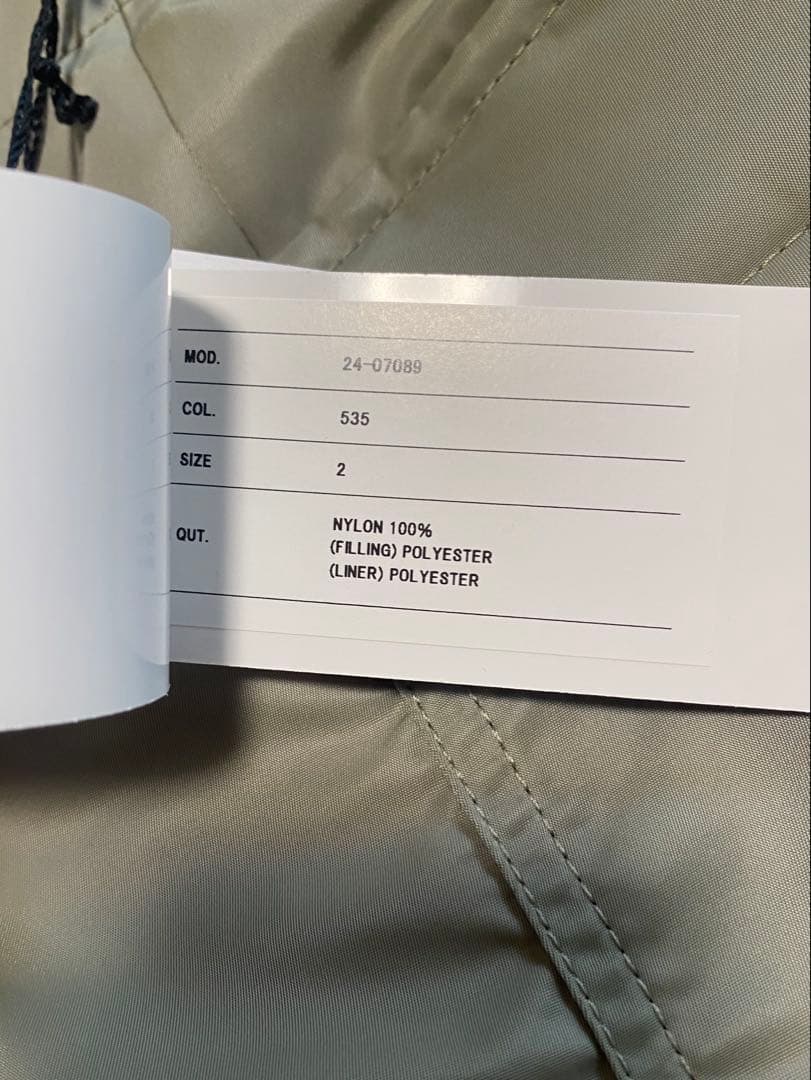 MOD. 24-07089
COL. 535
SIZE 2
QUT. NYLON 100%
(FILLING) POLYESTER
(LINER) POLYESTER